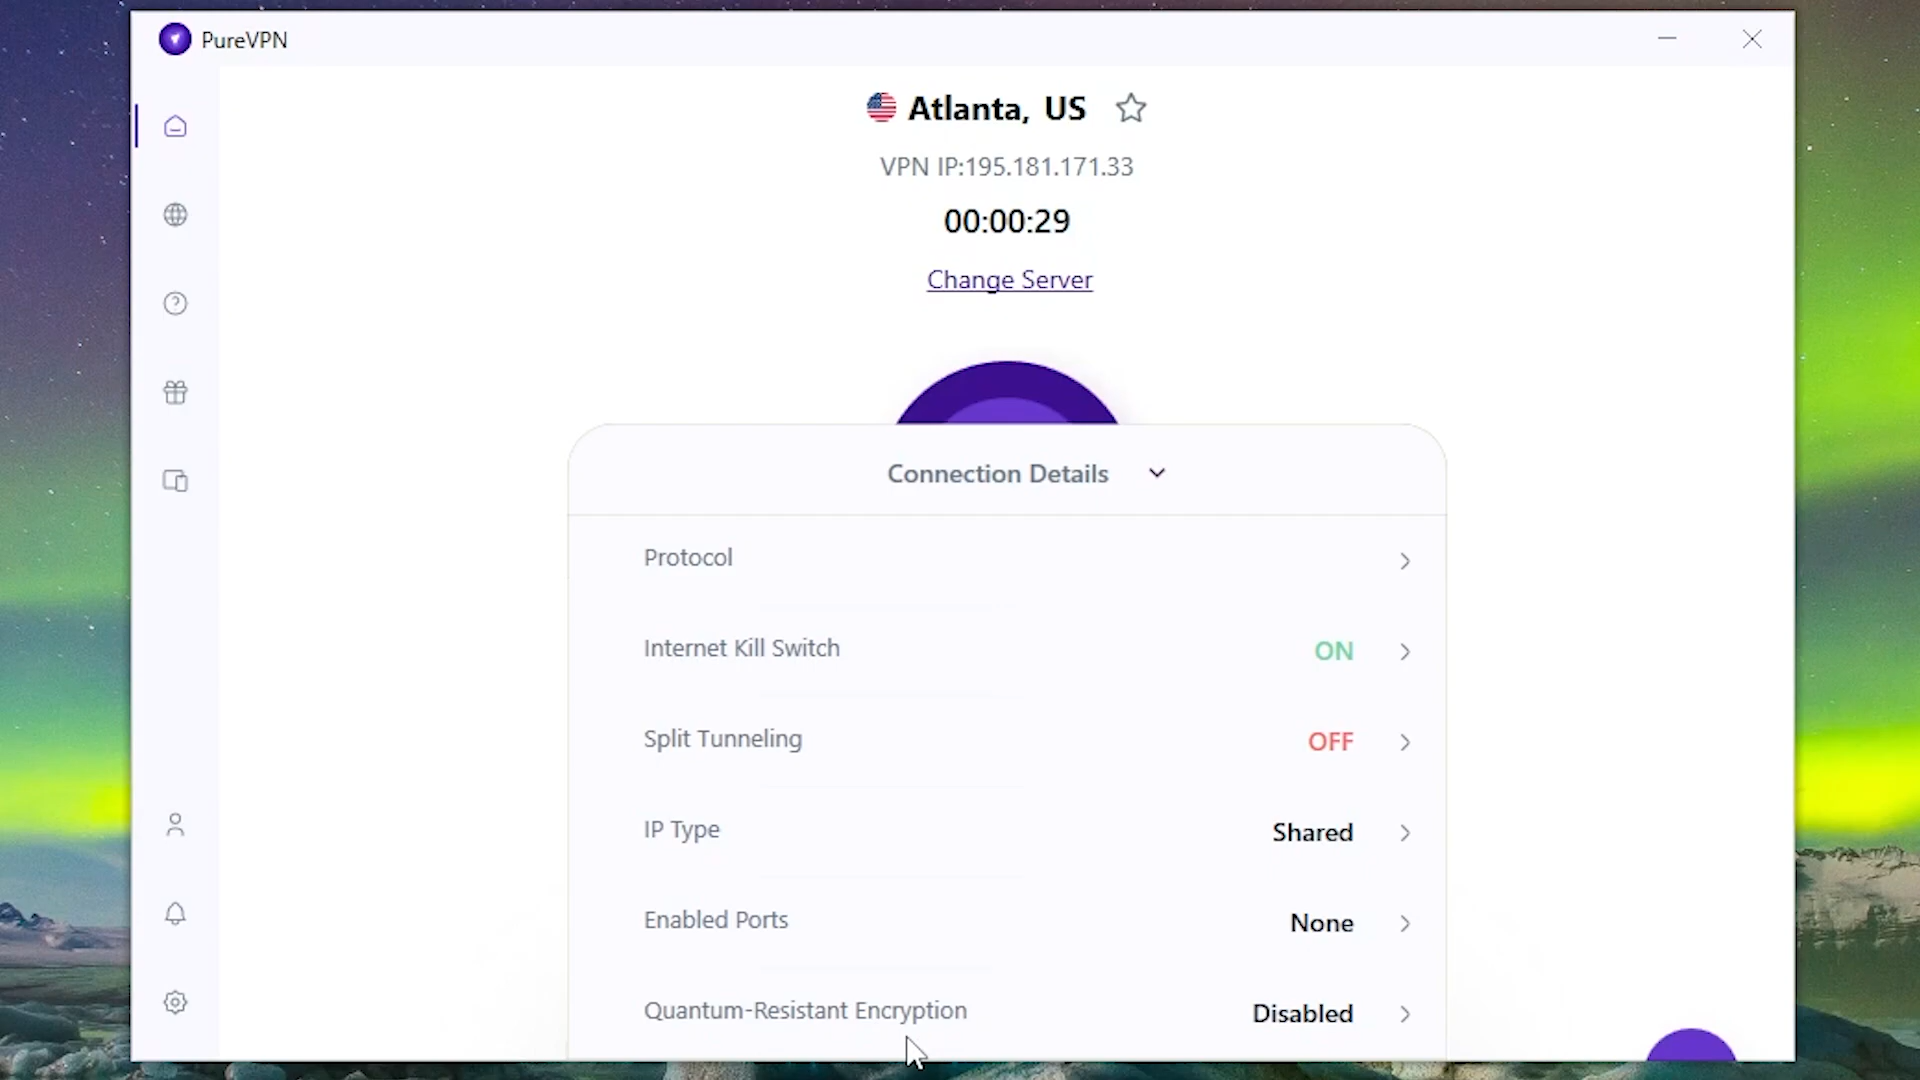 PureVPN
Atlanta, US
VPN IP:195.181.171.33
00:00:29
Change Server
Connection Details
Protocol
Internet Kill Switch ON
Split Tunneling OFF
IP Type Shared
Enabled Ports None
Quantum-Resistant Encryption Disabled